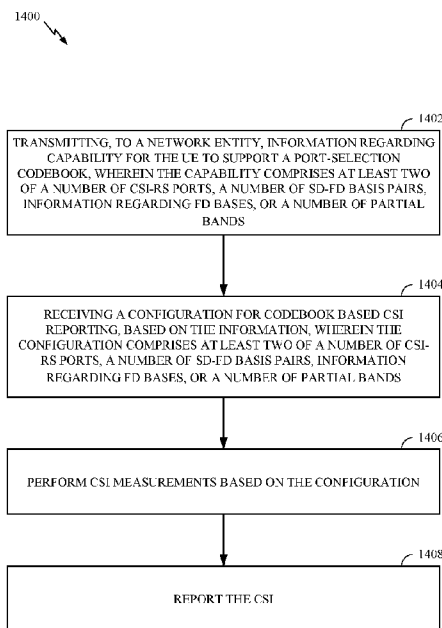 1400
1402
TRANSMITTING, TO A NETWORK ENTITY, INFORMATION REGARDING
CAPABILITY FOR THE UE TO SUPPORT A PORT-SELECTION
CODEBOOK, WHEREIN THE CAPABILITY COMPRISES AT LEAST TWO
OF A NUMBER OF CSI-RS PORTS, A NUMBER OF SD-FD BASIS PAIRS,
INFORMATION REGARDING FD BASES, OR A NUMBER OF PARTIAL
BANDS
1404
RECEIVING A CONFIGURATION FOR CODEBOOK BASED CSI
REPORTING, BASED ON THE INFORMATION, WHEREIN THE
CONFIGURATION COMPRISES AT LEAST TWO OF A NUMBER OF CSI-
RS PORTS, A NUMBER OF SD-FD BASIS PAIRS, INFORMATION
REGARDING FD BASES, OR A NUMBER OF PARTIAL BANDS
1406
PERFORM CSI MEASUREMENTS BASED ON THE CONFIGURATION
1408
REPORT THE CSI